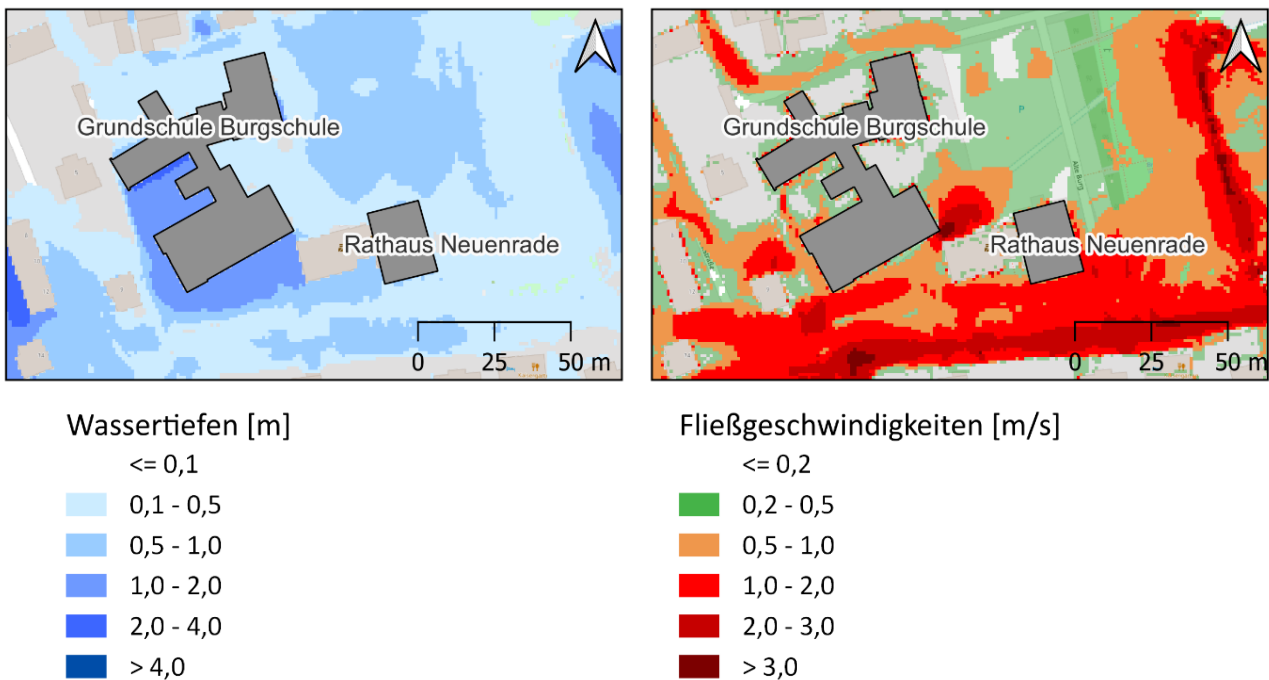 Grundschule Burgschule
Rathaus Neuenrade
0 25 50 m
Grundschule Burgschule
P
Alte Burg
Rathaus Neuenrade
0 25 50 m
Wassertiefen [m]
<= 0,1
0,1 - 0,5
0,5 - 1,0
1,0 - 2,0
2,0 - 4,0
> 4,0
Fließgeschwindigkeiten [m/s]
<= 0,2
0,2 - 0,5
0,5 - 1,0
1,0 - 2,0
2,0 - 3,0
> 3,0